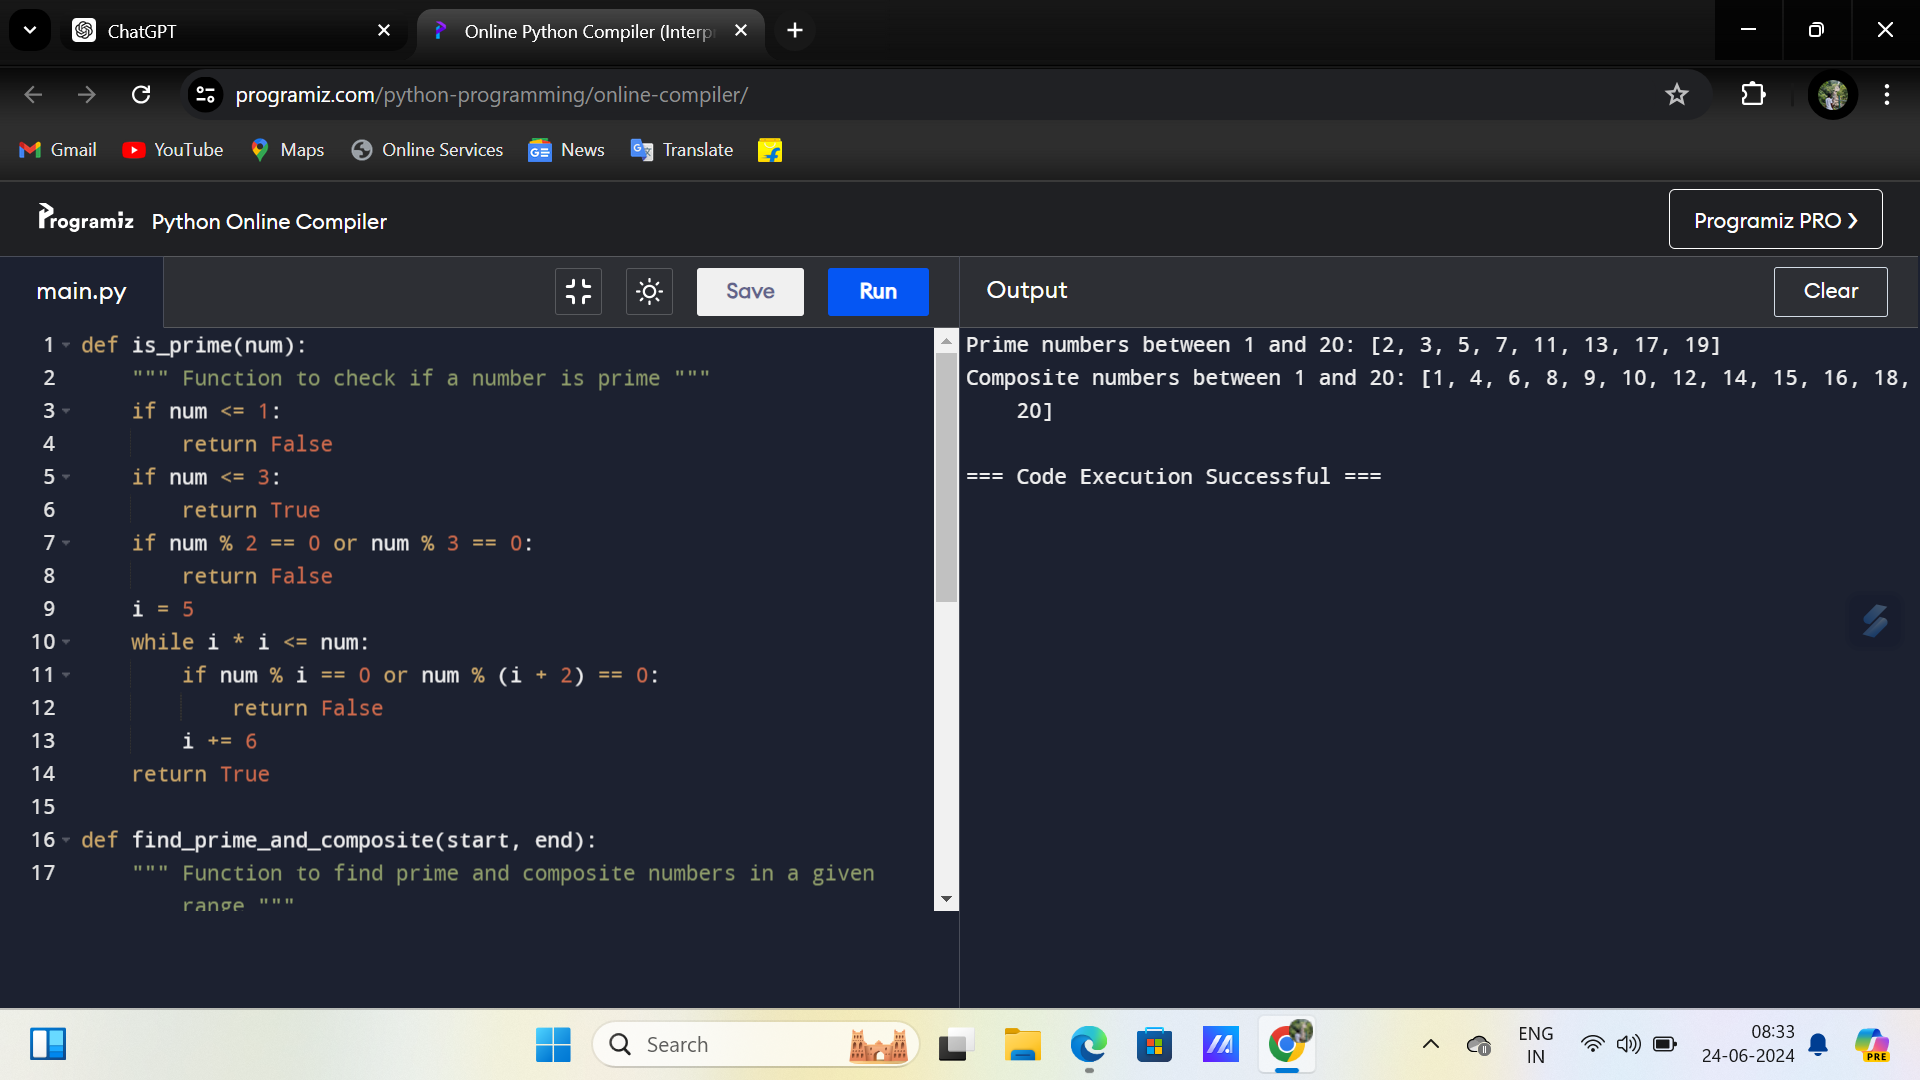 ChatGPT
Online Python Compiler (Interp
programiz.com/python-programming/online-compiler/
Gmail YouTube Maps Online Services News Translate
Programiz Python Online Compiler
Programiz PRO ❯
main.py
Save
Run
Output
Clear
1 def is_prime(num):
2 """ Function to check if a number is prime """
3 if num <= 1:
4 return False
5 if num <= 3:
6 return True
7 if num % 2 == 0 or num % 3 == 0:
8 return False
9 i = 5
10 while i * i <= num:
11 if num % i == 0 or num % (i + 2) == 0:
12 return False
13 i += 6
14 return True
15
16 def find_prime_and_composite(start, end):
17 """ Function to find prime and composite numbers in a given
range """
Prime numbers between 1 and 20: [2, 3, 5, 7, 11, 13, 17, 19]
Composite numbers between 1 and 20: [1, 4, 6, 8, 9, 10, 12, 14, 15, 16, 18,
20]
=== Code Execution Successful ===
Search
ENG
IN
08:33
24-06-2024
PRE